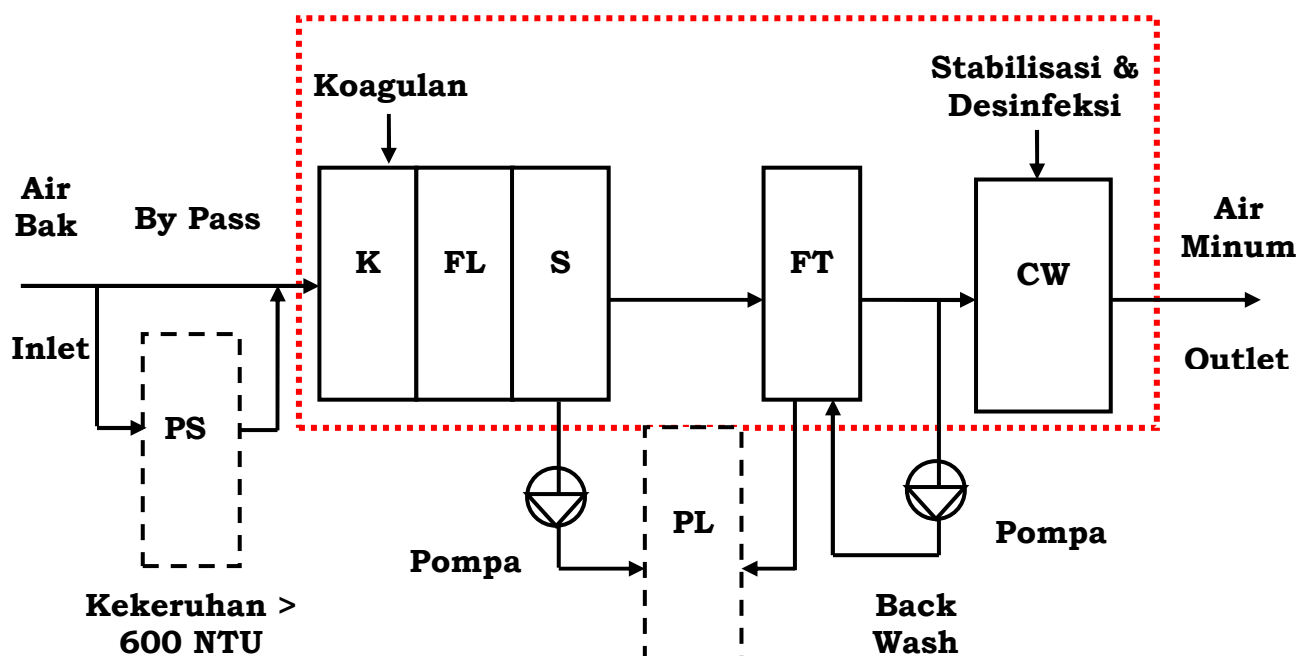 Koagulan
Stabilisasi &
Desinfeksi
Air
Bak
By Pass
K
FL
S
FT
CW
Air
Minum
Inlet
Outlet
PS
PL
Pompa
Pompa
Kekeruhan >
600 NTU
Back
Wash